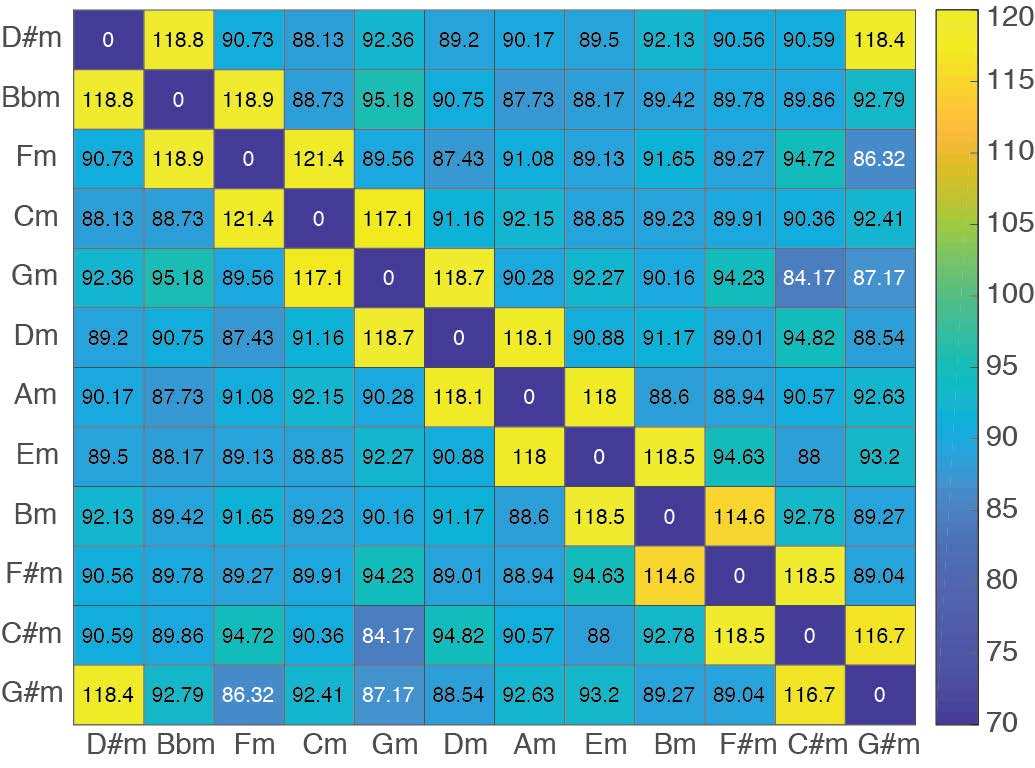 D#m 0 118.8 90.73 88.13 92.36 89.2 90.17 89.5 92.13 90.56 90.59 118.4
Bbm 118.8 0 118.9 88.73 95.18 90.75 87.73 88.17 89.42 89.78 89.86 92.79
Fm 90.73 118.9 0 121.4 89.56 87.43 91.08 89.13 91.65 89.27 94.72 86.32
Cm 88.13 88.73 121.4 0 117.1 91.16 92.15 88.85 89.23 89.91 90.36 92.41
Gm 92.36 95.18 89.56 117.1 0 118.7 90.28 92.27 90.16 94.23 84.17 87.17
Dm 89.2 90.75 87.43 91.16 118.7 0 118.1 90.88 91.17 89.01 94.82 88.54
Am 90.17 87.73 91.08 92.15 90.28 118.1 0 118 88.6 88.94 90.57 92.63
Em 89.5 88.17 89.13 88.85 92.27 90.88 118 0 118.5 94.63 88 93.2
Bm 92.13 89.42 91.65 89.23 90.16 91.17 88.6 118.5 0 114.6 92.78 89.27
F#m 90.56 89.78 89.27 89.91 94.23 89.01 88.94 94.63 114.6 0 118.5 89.04
C#m 90.59 89.86 94.72 90.36 84.17 94.82 90.57 88 92.78 118.5 0 116.7
G#m 118.4 92.79 86.32 92.41 87.17 88.54 92.63 93.2 89.27 89.04 116.7 0
D#m Bbm Fm Cm Gm Dm Am Em Bm F#m C#m G#m
120
115
110
105
100
95
90
85
80
75
70